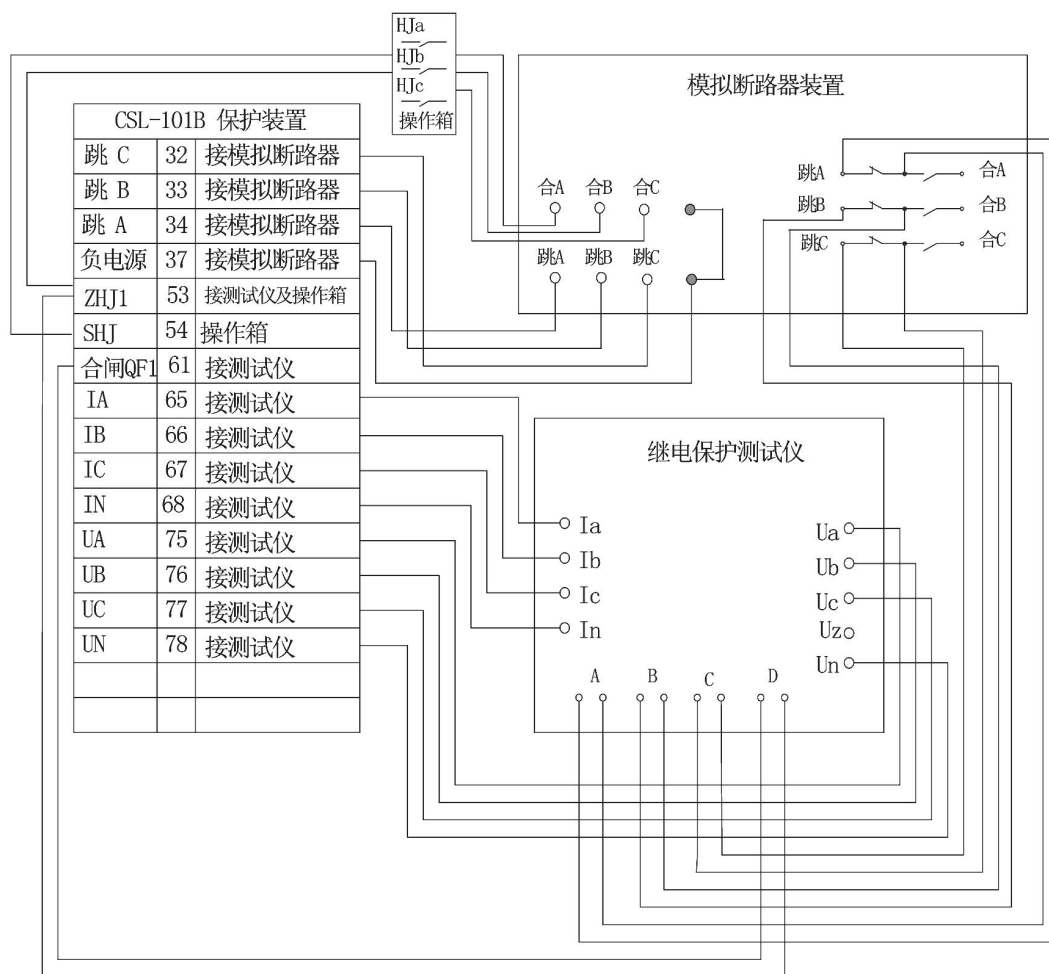 HJa
HJb
HJc
操作箱
模拟断路器装置
合A 合B 合C
跳A 跳B 跳C
跳A 合A
跳B 合B
跳C 合C
CSL-101B 保护装置
跳 C 32 接模拟断路器
跳 B 33 接模拟断路器
跳 A 34 接模拟断路器
负电源 37 接模拟断路器
ZHJ1 53 接测试仪及操作箱
SHJ 54 操作箱
合闸QF1 61 接测试仪
IA 65 接测试仪
IB 66 接测试仪
IC 67 接测试仪
IN 68 接测试仪
UA 75 接测试仪
UB 76 接测试仪
UC 77 接测试仪
UN 78 接测试仪
继电保护测试仪
Ia Ua
Ib Ub
Ic Uc
In Uz
Un
A B C D